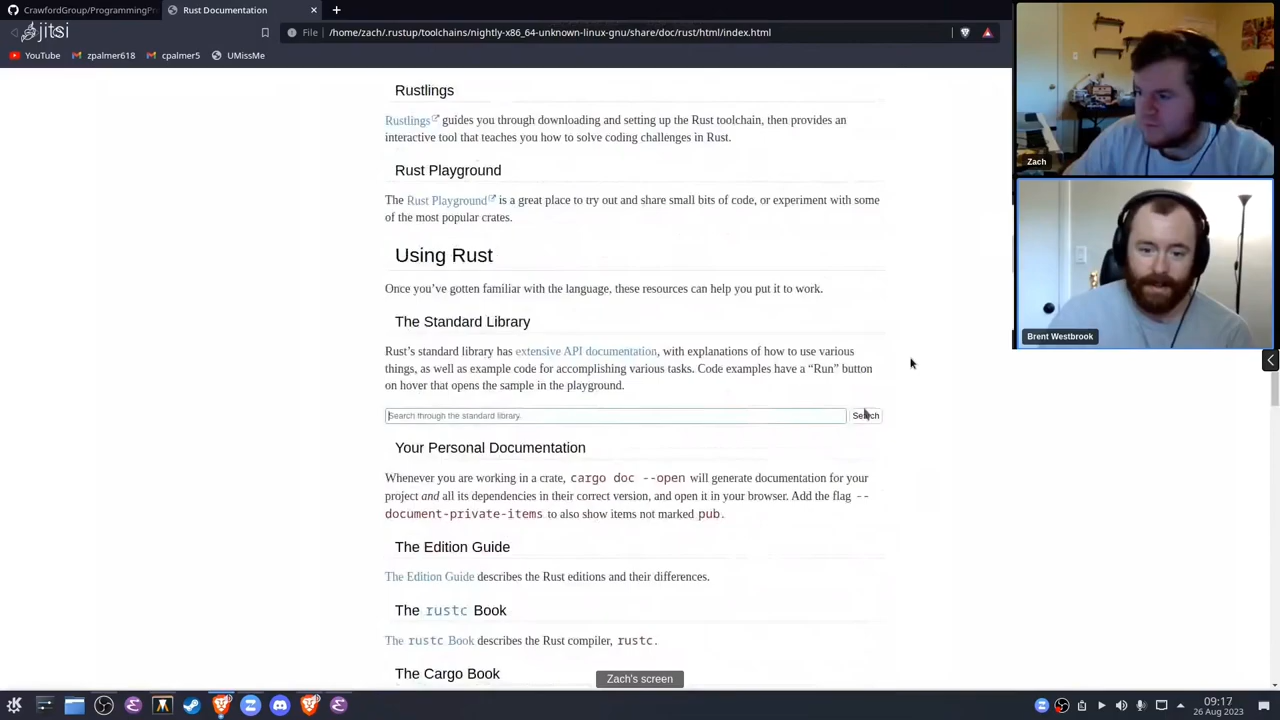 CrawfordGroup/ProgrammingPr
Rust Documentation
jitsi
File
/home/zach/.rustup/toolchains/nightly-x86_64-unknown-linux-gnu/share/doc/rust/html/index.html
YouTube
zpalmer618
cpalmer5
UMissMe
Rustlings
Rustlings guides you through downloading and setting up the Rust toolchain, then provides an
interactive tool that teaches you how to solve coding challenges in Rust.
Rust Playground
The Rust Playground is a great place to try out and share small bits of code, or experiment with some
of the most popular crates.
Using Rust
Once you’ve gotten familiar with the language, these resources can help you put it to work.
The Standard Library
Rust’s standard library has extensive API documentation, with explanations of how to use various
things, as well as example code for accomplishing various tasks. Code examples have a “Run” button
on hover that opens the sample in the playground.
Search through the standard library.
Search
Your Personal Documentation
Whenever you are working in a crate, cargo doc --open will generate documentation for your
project and all its dependencies in their correct version, and open it in your browser. Add the flag --
document-private-items to also show items not marked pub.
The Edition Guide
The Edition Guide describes the Rust editions and their differences.
The rustc Book
The rustc Book describes the Rust compiler, rustc.
The Cargo Book
Zach
Brent Westbrook
Zach's screen
09:17
26 Aug 2023